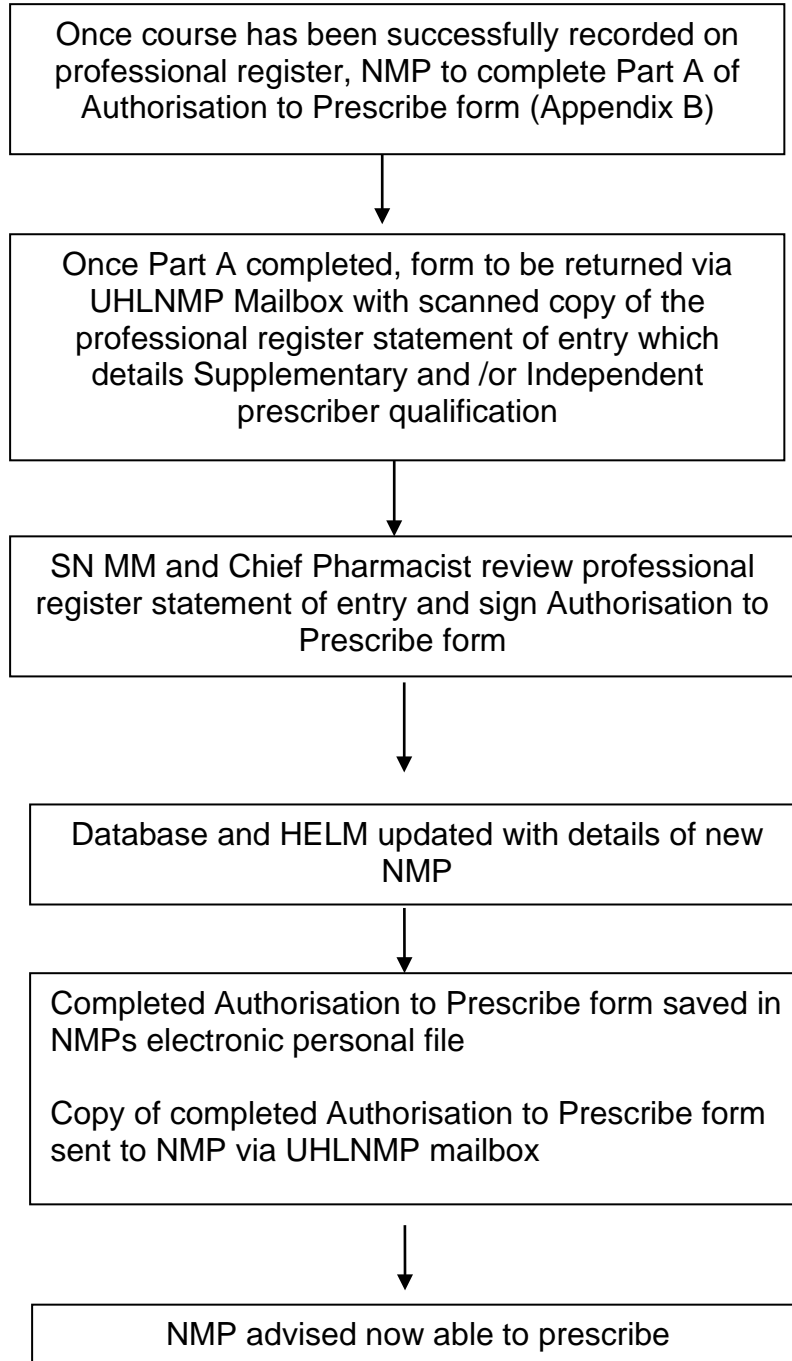 Once course has been successfully recorded on
professional register, NMP to complete Part A of
Authorisation to Prescribe form (Appendix B)
Once Part A completed, form to be returned via
UHLNMP Mailbox with scanned copy of the
professional register statement of entry which
details Supplementary and /or Independent
prescriber qualification
SN MM and Chief Pharmacist review professional
register statement of entry and sign Authorisation to
Prescribe form
Database and HELM updated with details of new
NMP
Completed Authorisation to Prescribe form saved in
NMPs electronic personal file
Copy of completed Authorisation to Prescribe form
sent to NMP via UHLNMP mailbox
NMP advised now able to prescribe